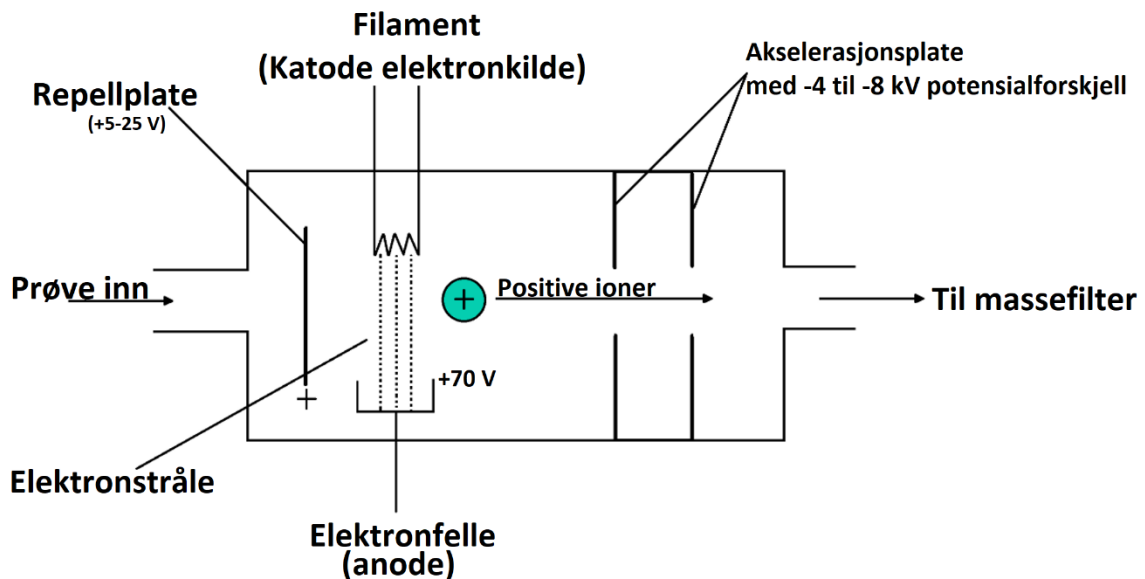 Filament
(Katode elektronkilde)
Akselerasjonsplate
med -4 til -8 kV potensialforskjell
Repellplate
(+5-25 V)
Prøve inn
+
Positive ioner
Til massefilter
+70 V
+
Elektronstråle
Elektronfelle
(anode)